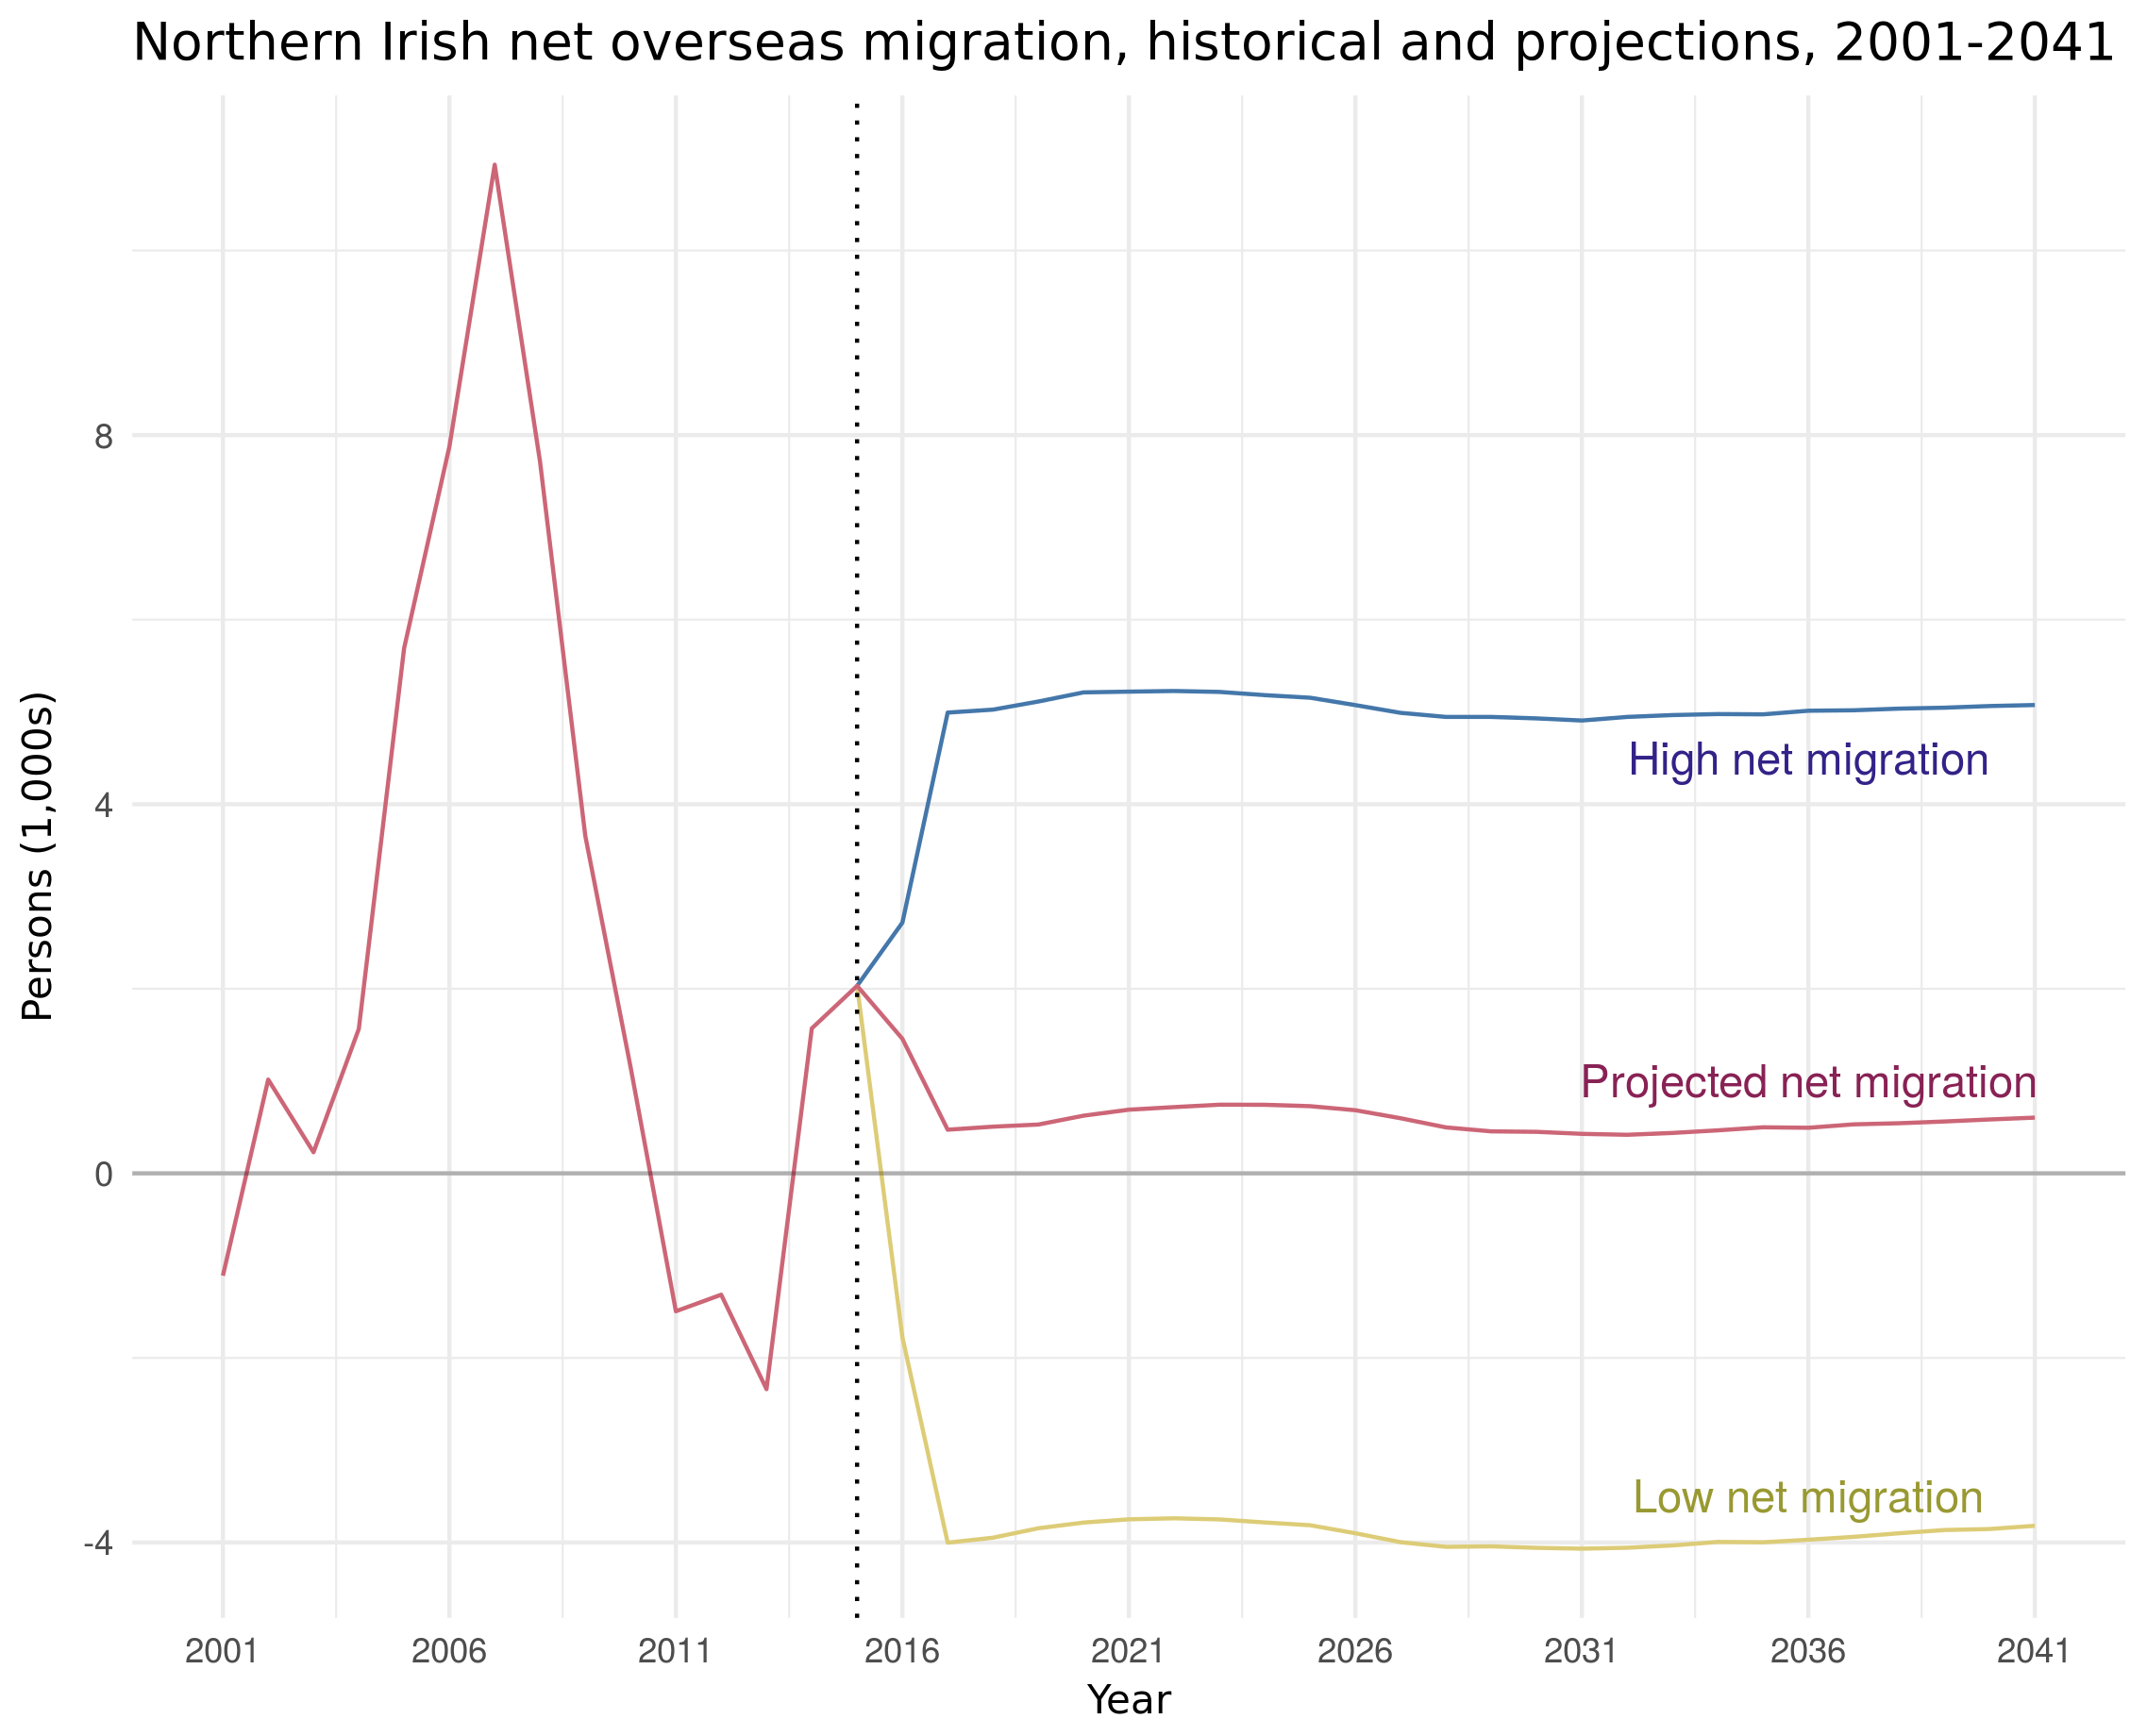 Northern Irish net overseas migration, historical and projections, 2001-2041
Persons (1,000s)
8
4
0
-4
High net migration
Projected net migration
Low net migration
2001 2006 2011 2016 2021 2026 2031 2036 2041
Year